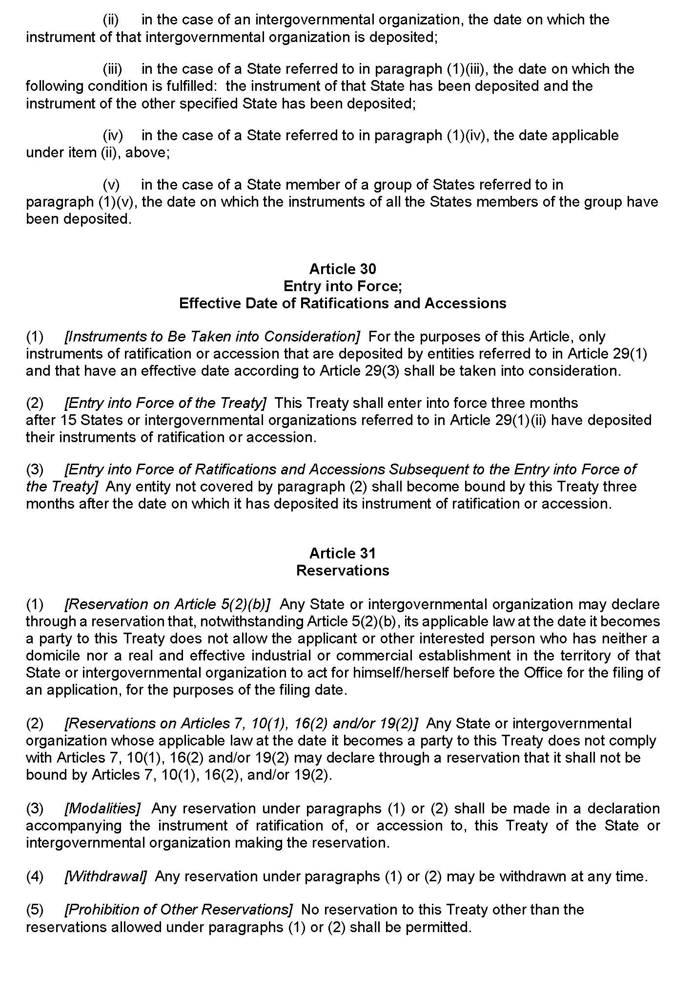 (ii) in the case of an intergovernmental organization, the date on which the
instrument of that intergovernmental organization is deposited;
(iii) in the case of a State referred to in paragraph (1)(iii), the date on which the
following condition is fulfilled: the instrument of that State has been deposited and the
instrument of the other specified State has been deposited;
(iv) in the case of a State referred to in paragraph (1)(iv), the date applicable
under item (ii), above;
(v) in the case of a State member of a group of States referred to in
paragraph (1)(v), the date on which the instruments of all the States members of the group have
been deposited.
Article 30
Entry into Force;
Effective Date of Ratifications and Accessions
(1) [Instruments to Be Taken into Consideration] For the purposes of this Article, only
instruments of ratification or accession that are deposited by entities referred to in Article 29(1)
and that have an effective date according to Article 29(3) shall be taken into consideration.
(2) [Entry into Force of the Treaty] This Treaty shall enter into force three months
after 15 States or intergovernmental organizations referred to in Article 29(1)(ii) have deposited
their instruments of ratification or accession.
(3) [Entry into Force of Ratifications and Accessions Subsequent to the Entry into Force of
the Treaty] Any entity not covered by paragraph (2) shall become bound by this Treaty three
months after the date on which it has deposited its instrument of ratification or accession.
Article 31
Reservations
(1) [Reservation on Article 5(2)(b)] Any State or intergovernmental organization may declare
through a reservation that, notwithstanding Article 5(2)(b), its applicable law at the date it becomes
a party to this Treaty does not allow the applicant or other interested person who has neither a
domicile nor a real and effective industrial or commercial establishment in the territory of that
State or intergovernmental organization to act for himself/herself before the Office for the filing of
an application, for the purposes of the filing date.
(2) [Reservations on Articles 7, 10(1), 16(2) and/or 19(2)] Any State or intergovernmental
organization whose applicable law at the date it becomes a party to this Treaty does not comply
with Articles 7, 10(1), 16(2) and/or 19(2) may declare through a reservation that it shall not be
bound by Articles 7, 10(1), 16(2), and/or 19(2).
(3) [Modalities] Any reservation under paragraphs (1) or (2) shall be made in a declaration
accompanying the instrument of ratification of, or accession to, this Treaty of the State or
intergovernmental organization making the reservation.
(4) [Withdrawal] Any reservation under paragraphs (1) or (2) may be withdrawn at any time.
(5) [Prohibition of Other Reservations] No reservation to this Treaty other than the
reservations allowed under paragraphs (1) or (2) shall be permitted.